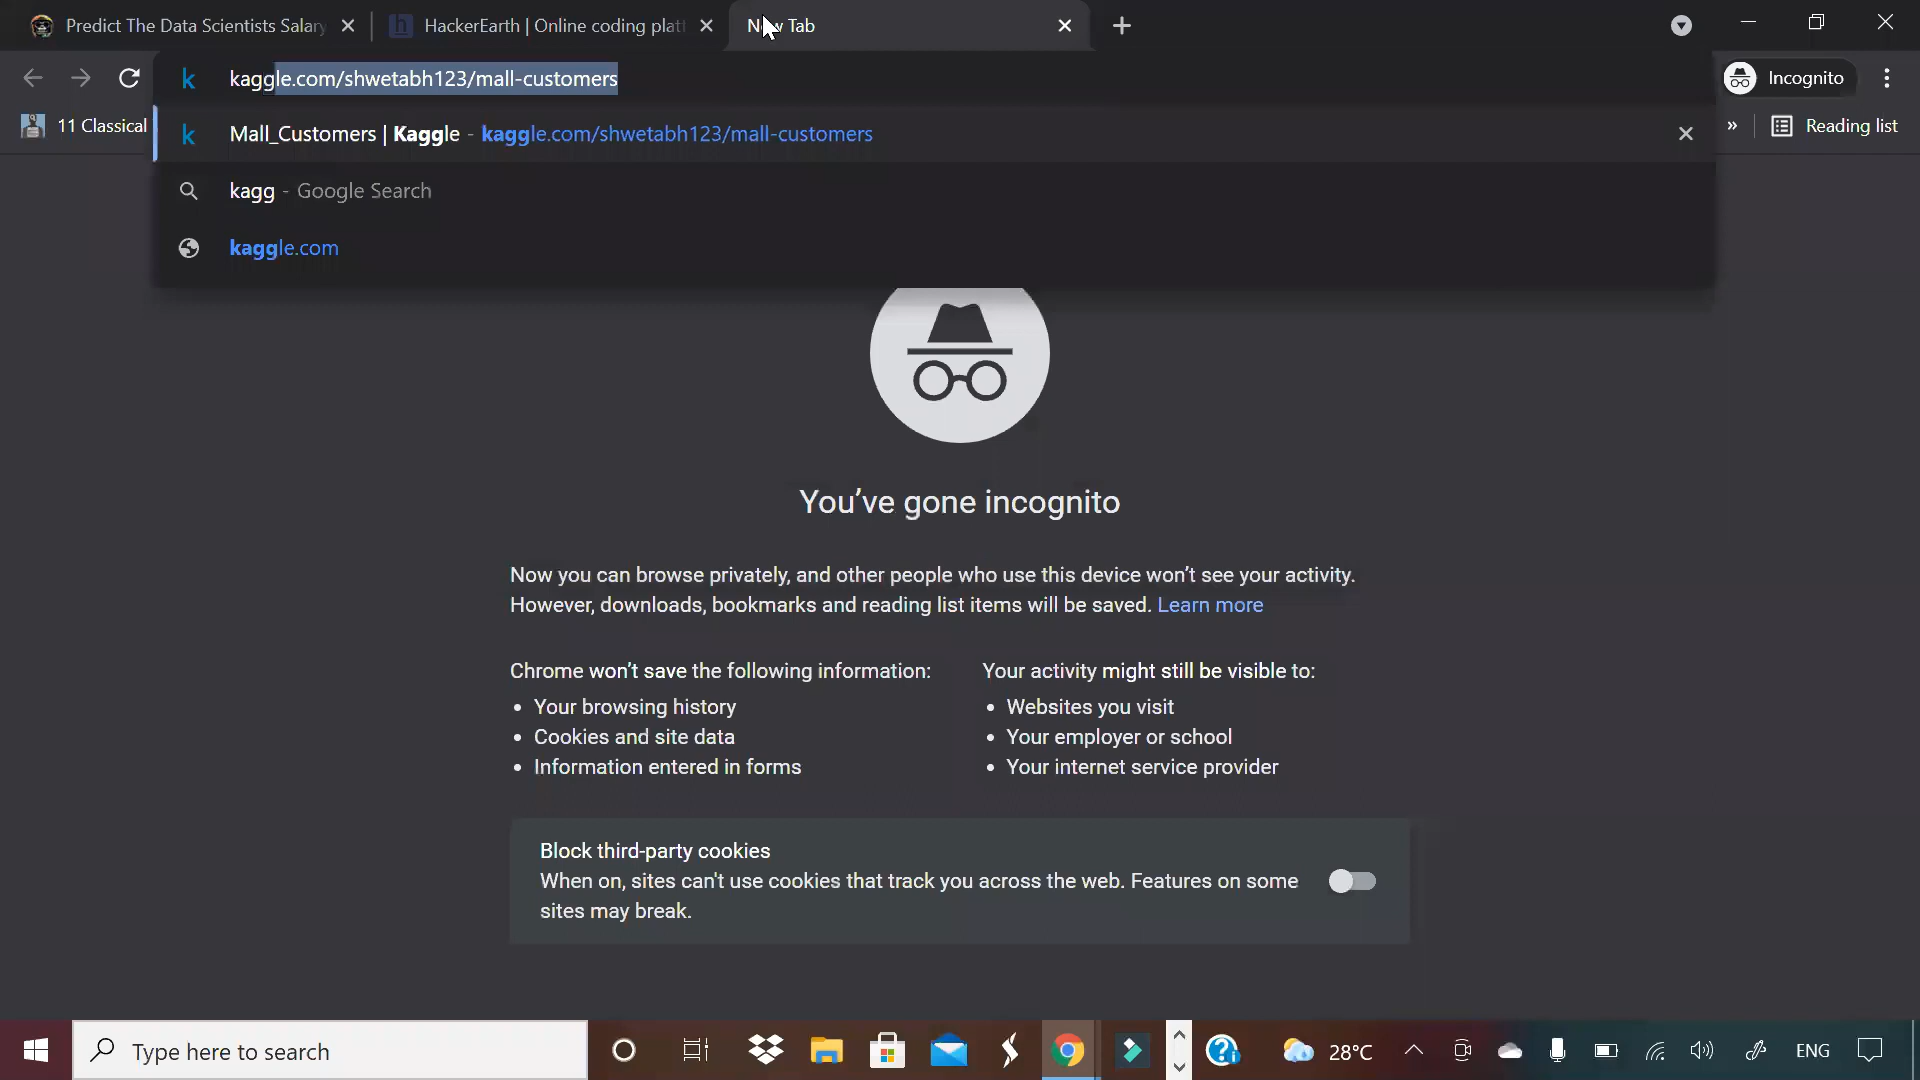 Predict The Data Scientists Salary
HackerEarth | Online coding plat
New Tab
kaggle.com/shwetabh123/mall-customers
Incognito
11 Classical
Mall_Customers | Kaggle - kaggle.com/shwetabh123/mall-customers
»
Reading list
kagg - Google Search
kaggle.com
You've gone incognito
Now you can browse privately, and other people who use this device won't see your activity.
However, downloads, bookmarks and reading list items will be saved. Learn more
Chrome won't save the following information:
Your activity might still be visible to:
• Your browsing history
• Websites you visit
• Cookies and site data
• Your employer or school
• Information entered in forms
• Your internet service provider
Block third-party cookies
When on, sites can't use cookies that track you across the web. Features on some
sites may break.
Type here to search
28°C
ENG